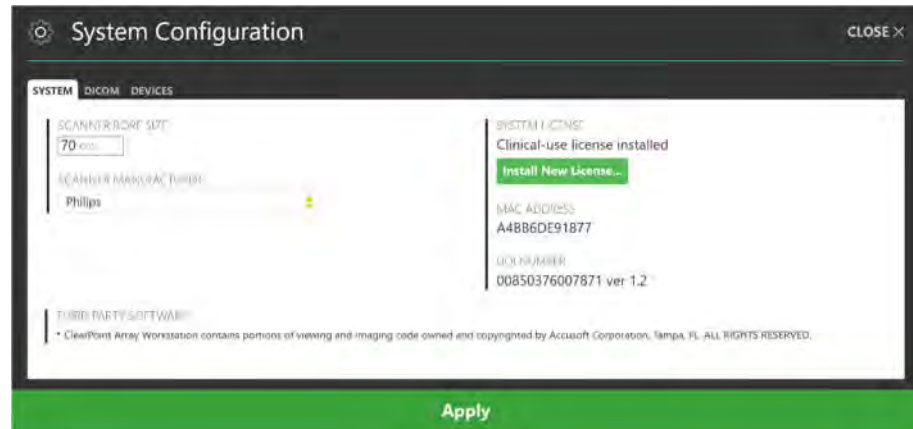 System Configuration
CLOSE ×
SYSTEM DICOM DEVICES
SCANNER BORE SIZE
70 cm
SCANNER MANUFACTURER
Philips
SYSTEM LICENSE
Clinical-use license installed
Install New License...
MAC ADDRESS
A4BB6DE91877
UDI NUMBER
00850376007871 ver 1.2
THIRD PARTY SOFTWARE
* ClearPoint Array Workstation contains portions of viewing and imaging code owned and copyrighted by Accusoft Corporation, Tampa, FL. ALL RIGHTS RESERVED.
Apply